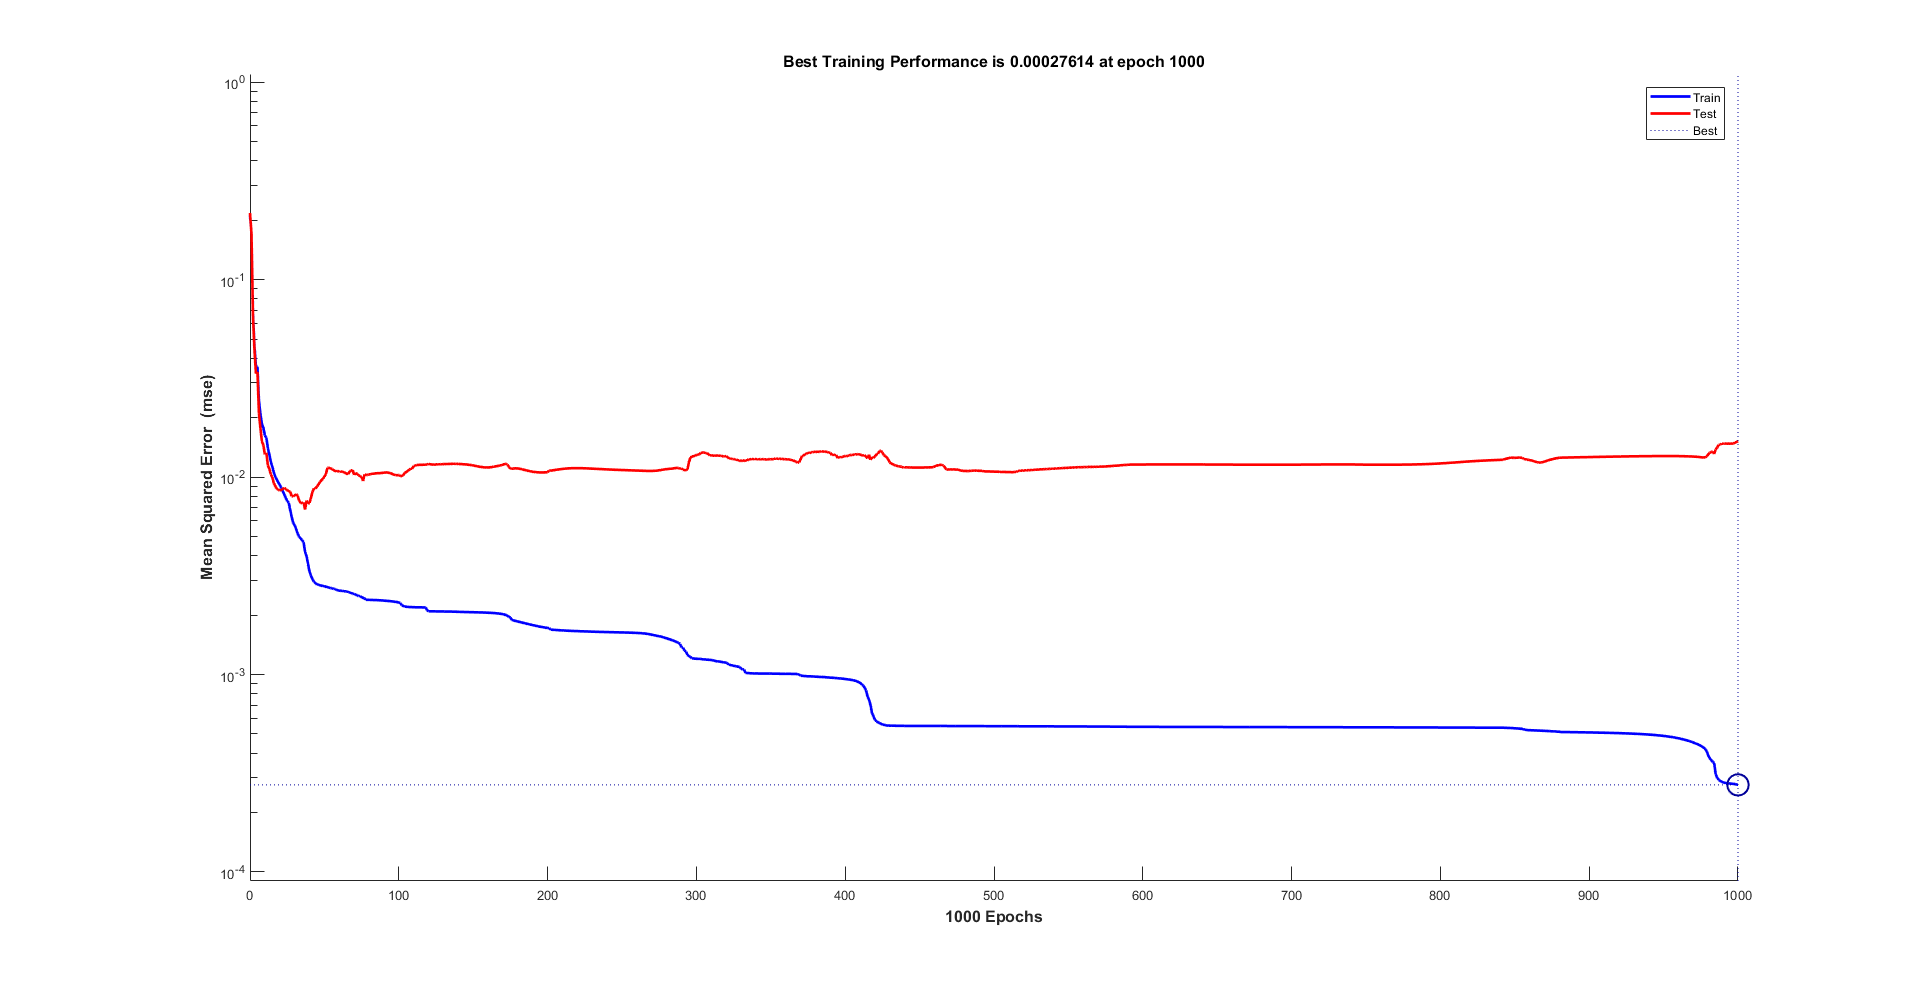 Best Training Performance is 0.00027614 at epoch 1000
Train
Test
Best
10^0
10^-1
10^-2
10^-3
10^-4
Mean Squared Error (mse)
0 100 200 300 400 500 600 700 800 900 1000
1000 Epochs